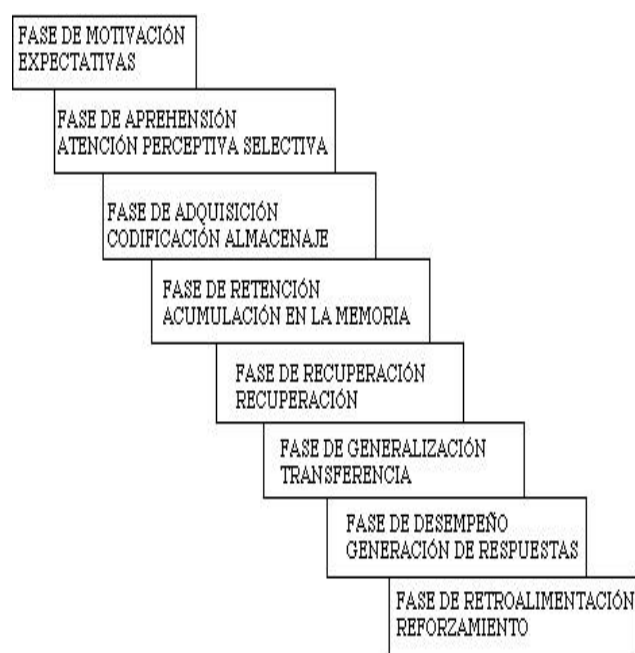 FASE DE MOTIVACIÓN
EXPECTATIVAS
FASE DE APREHENSIÓN
ATENCIÓN PERCEPTIVA SELECTIVA
FASE DE ADQUISICIÓN
CODIFICACIÓN ALMACENAJE
FASE DE RETENCIÓN
ACUMULACIÓN EN LA MEMORIA
FASE DE RECUPERACIÓN
RECUPERACIÓN
FASE DE GENERALIZACIÓN
TRANSFERENCIA
FASE DE DESEMPEÑO
GENERACIÓN DE RESPUESTAS
FASE DE RETROALIMENTACIÓN
REFORZAMIENTO